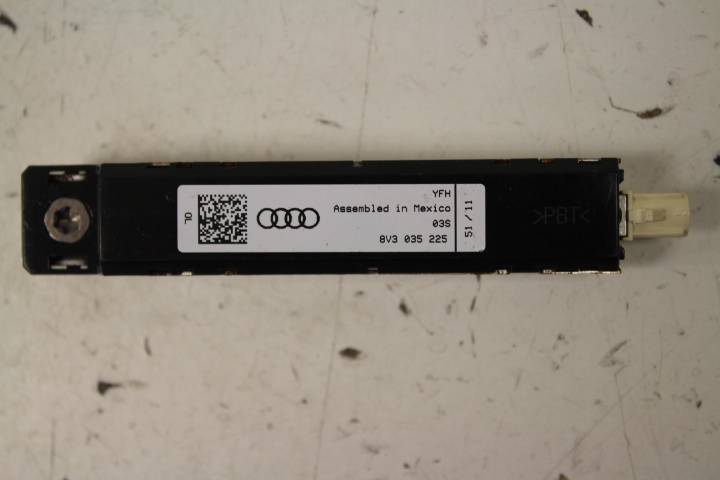 YFH
Assembled in Mexico
03S
8V3 035 225
51/11
>PBT<